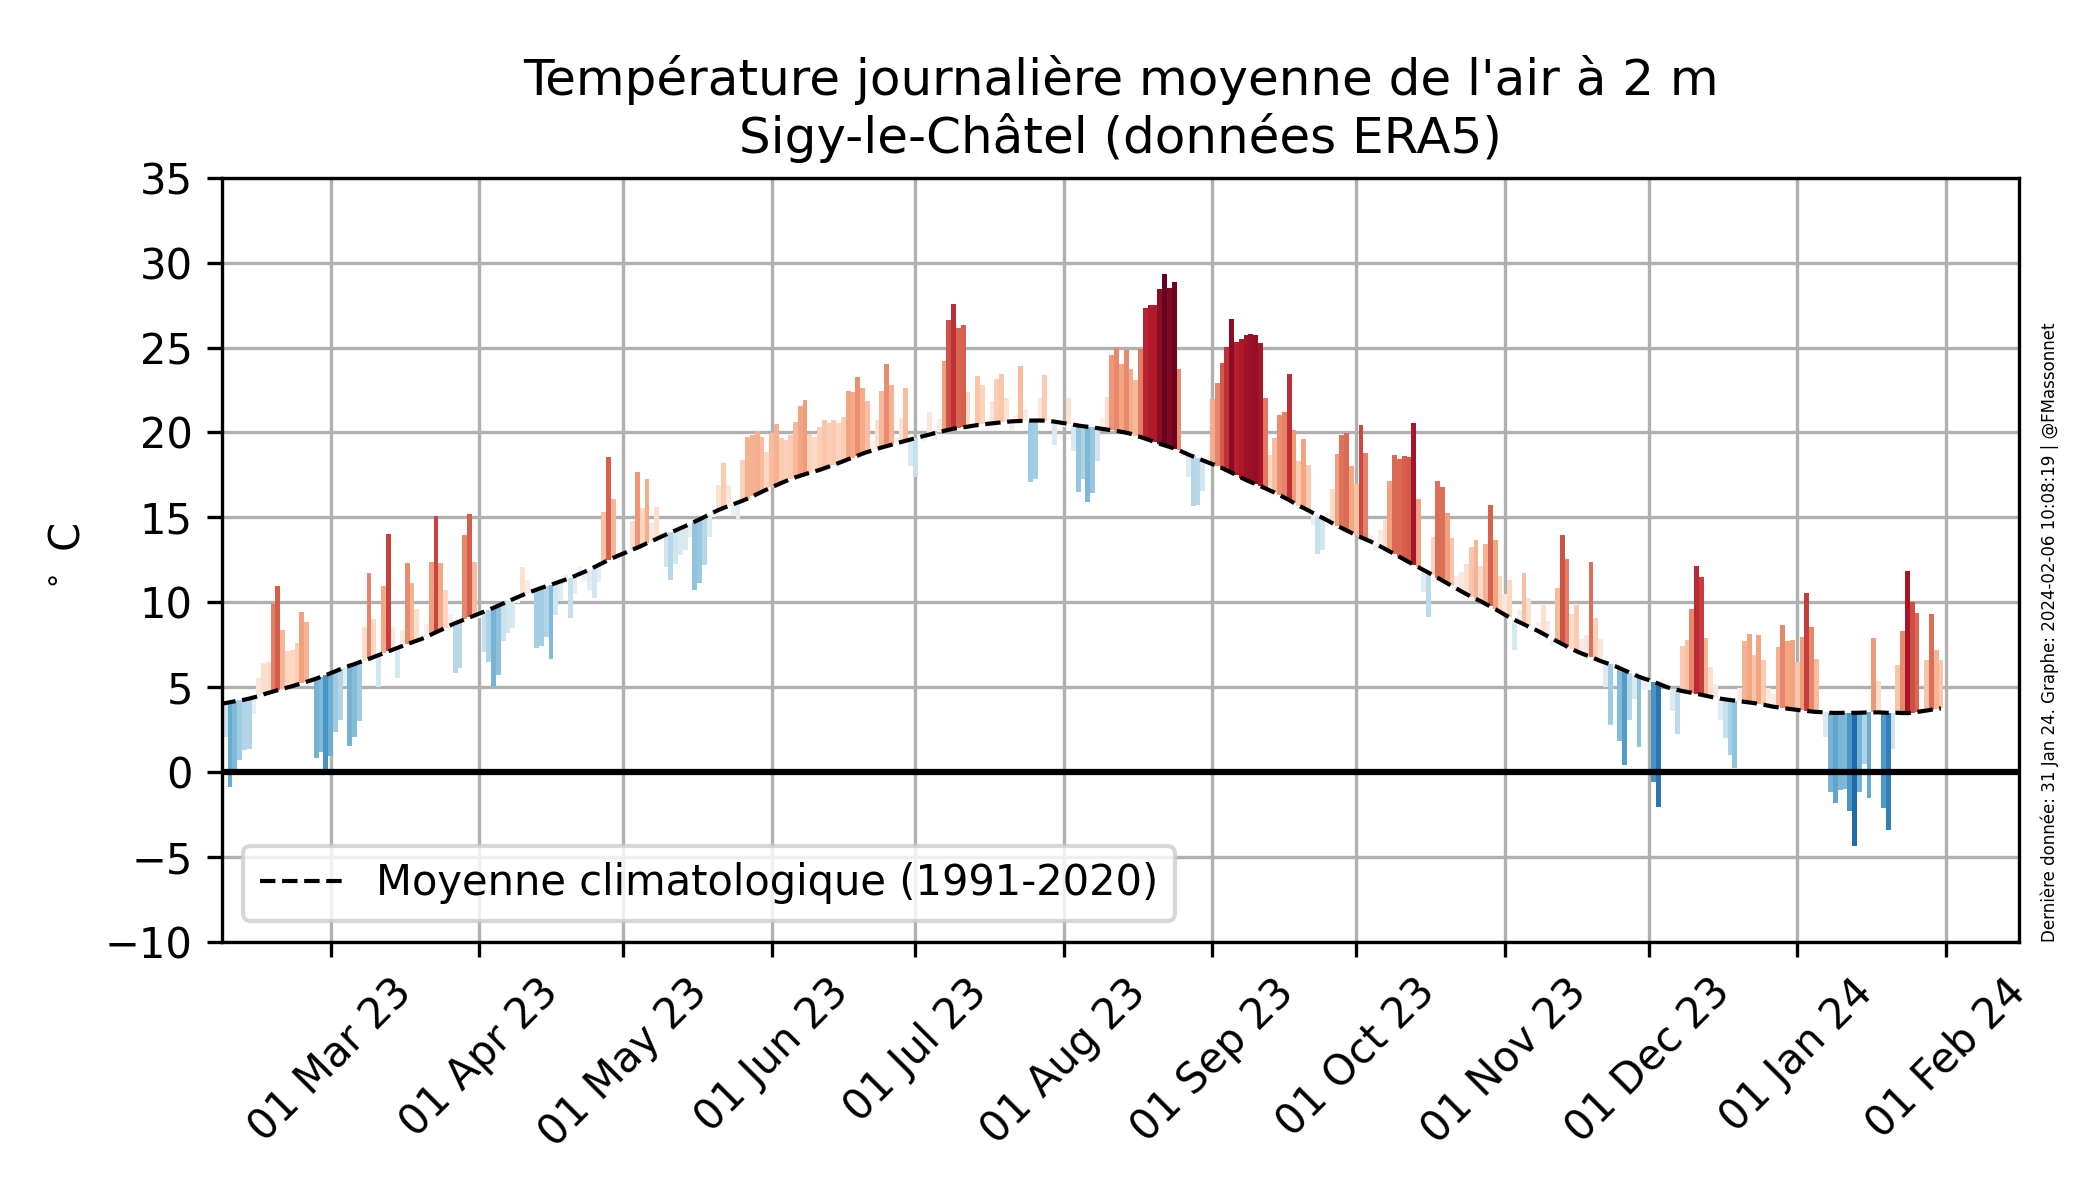 Température journalière moyenne de l'air à 2 m
Sigy-le-Châtel (données ERA5)
35
30
25
20
15
10
5
0
−5
−10
° C
Moyenne climatologique (1991-2020)
01 Mar 23
01 Apr 23
01 May 23
01 Jun 23
01 Jul 23
01 Aug 23
01 Sep 23
01 Oct 23
01 Nov 23
01 Dec 23
01 Jan 24
01 Feb 24
Dernière donnée: 31 Jan 24. Graphe: 2024-02-06 10:08:19 | @FMassonnet